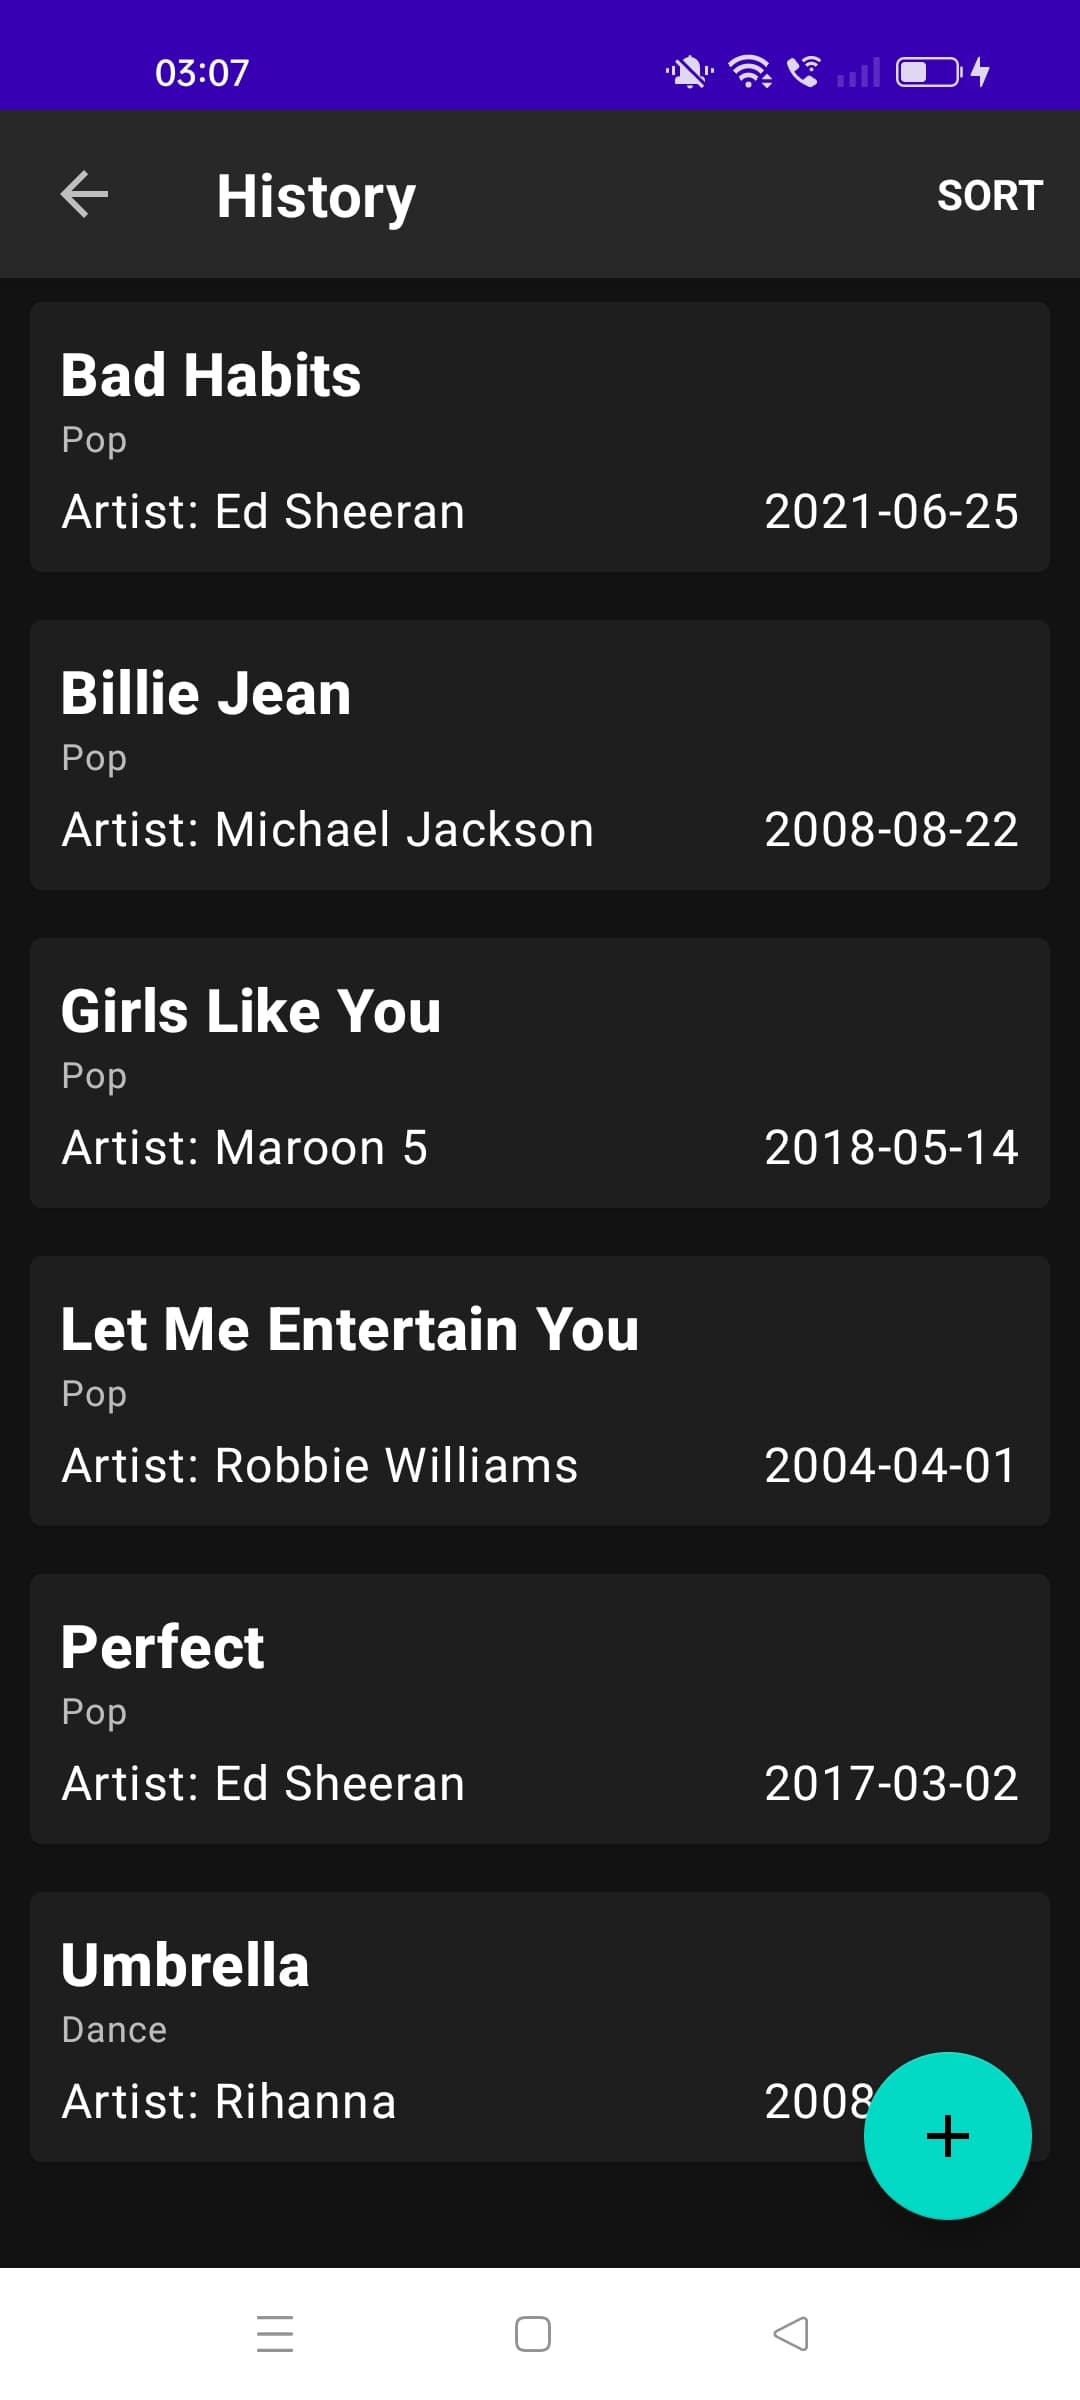 03:07
History
SORT
Bad Habits
Pop
Artist: Ed Sheeran 2021-06-25
Billie Jean
Pop
Artist: Michael Jackson 2008-08-22
Girls Like You
Pop
Artist: Maroon 5 2018-05-14
Let Me Entertain You
Pop
Artist: Robbie Williams 2004-04-01
Perfect
Pop
Artist: Ed Sheeran 2017-03-02
Umbrella
Dance
Artist: Rihanna 2008